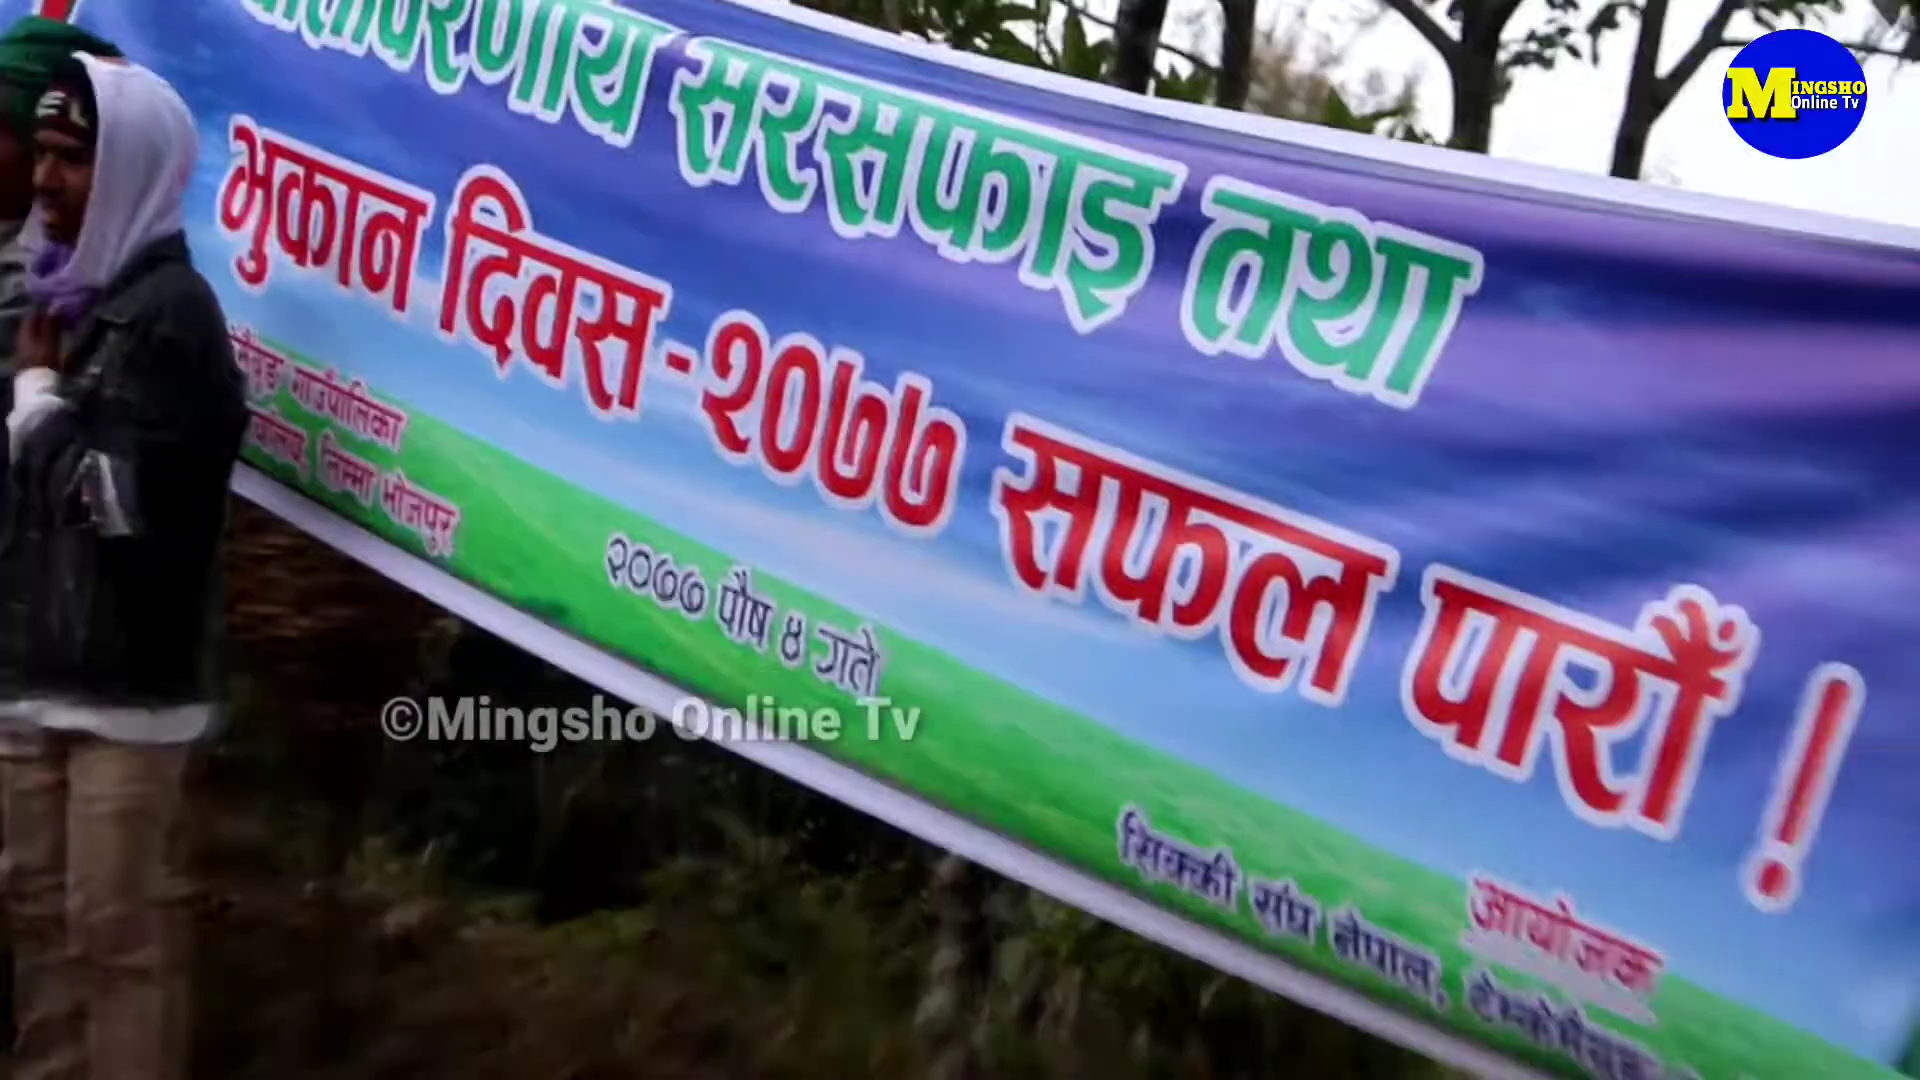 MINGSHO
Online Tv
सरसफाइ तथा
भुकान दिवस-२०७७ सफल पारौँ !
गाउँपालिका
जिम्मा भोजपुर
२०७७ पौष ४ गते
©Mingsho Online Tv
आयोजक
सिक्की संघ नेपाल,